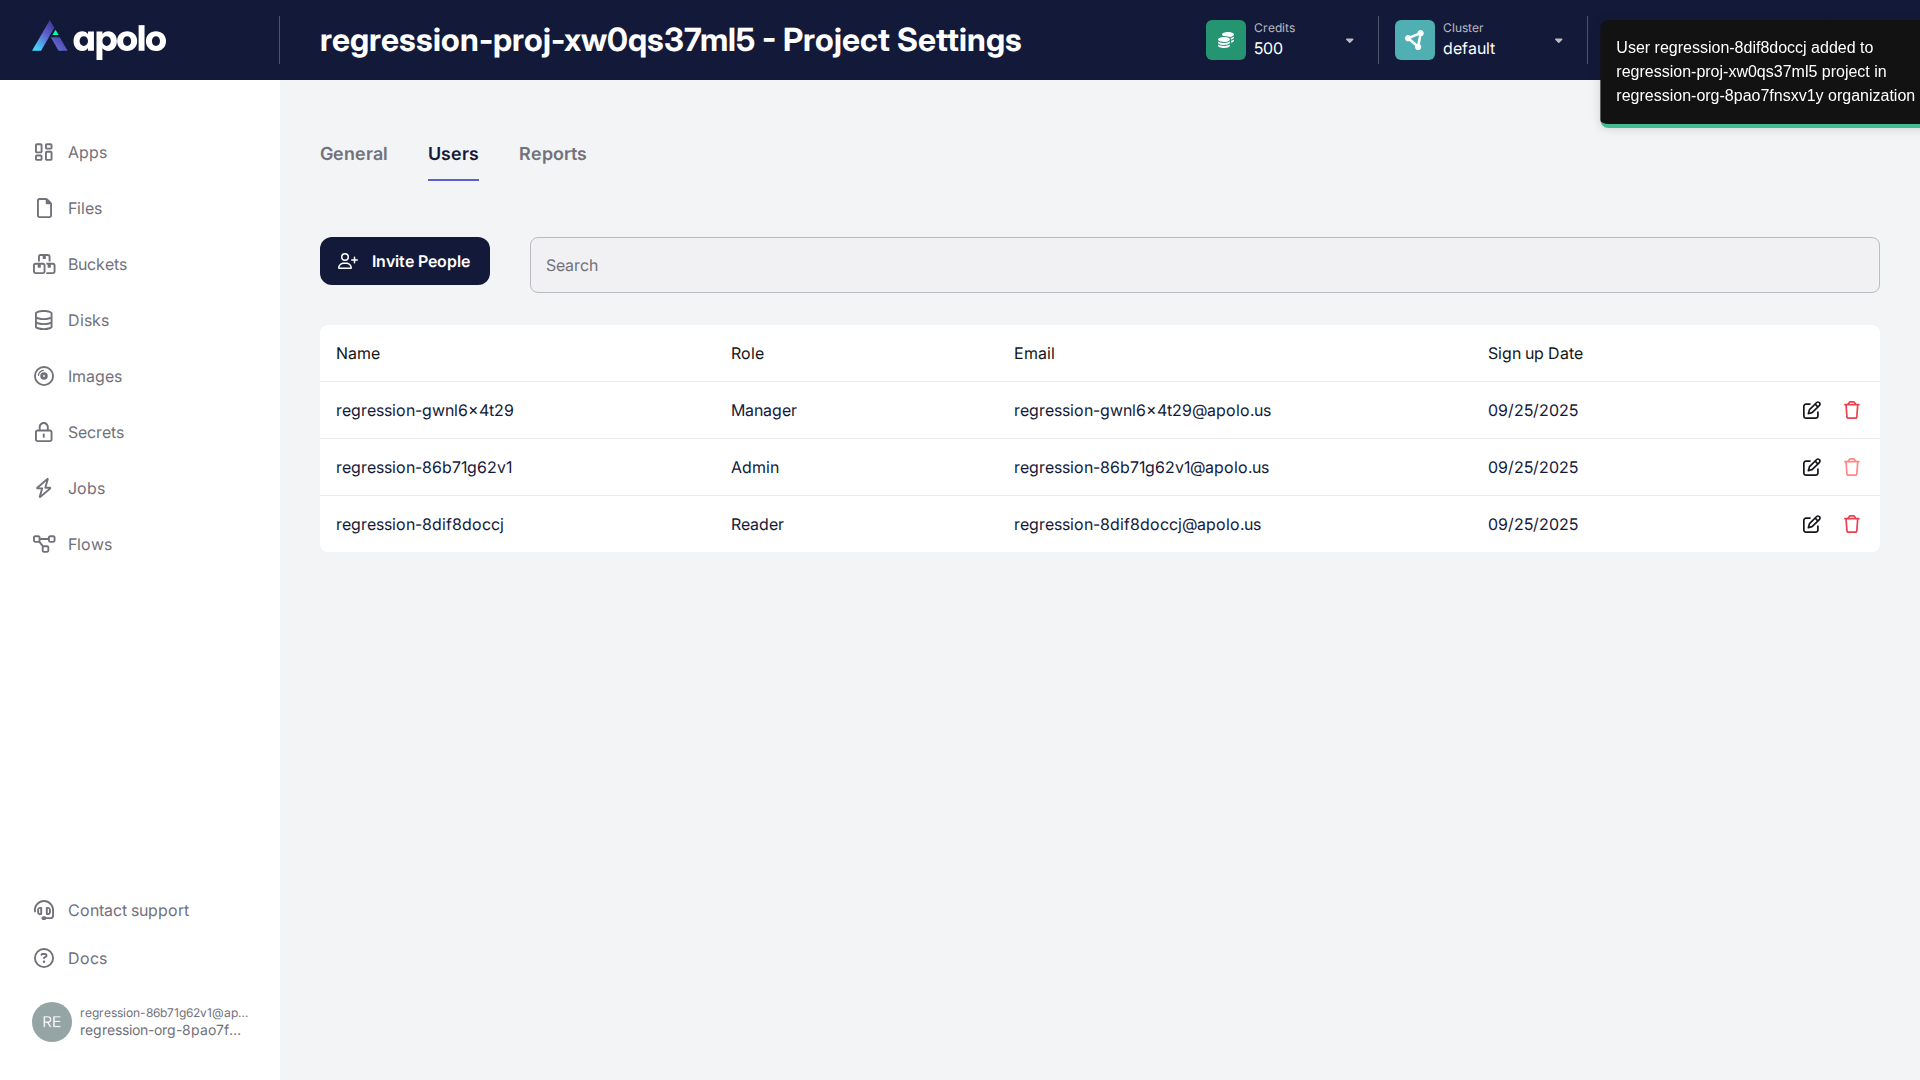 apolo
regression-proj-xw0qs37ml5 - Project Settings
Credits
500
Cluster
default
User regression-8dif8doccj added to
regression-proj-xw0qs37ml5 project in
regression-org-8pao7fnsxv1y organization
Apps
Files
Buckets
Disks
Images
Secrets
Jobs
Flows
Contact support
Docs
RE
regression-86b71g62v1@ap...
regression-org-8pao7f...
General Users Reports
Invite People
Search
Name Role Email Sign up Date
regression-gwnl6×4t29 Manager regression-gwnl6×4t29@apolo.us 09/25/2025
regression-86b71g62v1 Admin regression-86b71g62v1@apolo.us 09/25/2025
regression-8dif8doccj Reader regression-8dif8doccj@apolo.us 09/25/2025